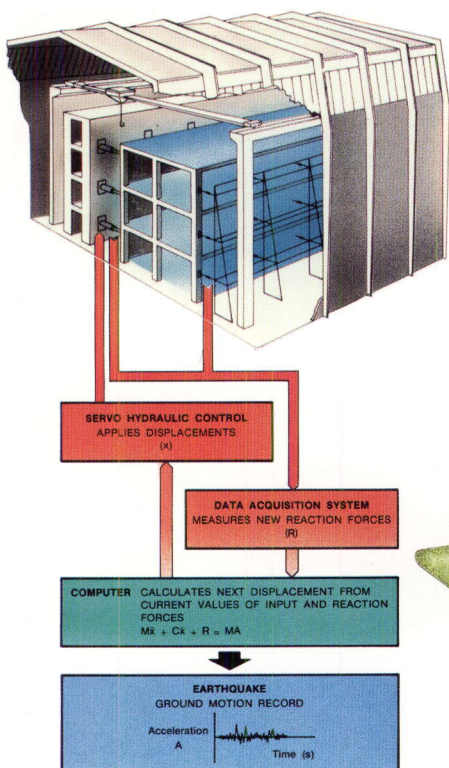 SERVO HYDRAULIC CONTROL
APPLIES DISPLACEMENTS
(x)
DATA ACQUISITION SYSTEM
MEASURES NEW REACTION FORCES
(R)
COMPUTER CALCULATES NEXT DISPLACEMENT FROM
CURRENT VALUES OF INPUT AND REACTION
FORCES
Mẍ + Cẋ + R = MA
EARTHQUAKE
GROUND MOTION RECORD
Acceleration
A
Time (s)